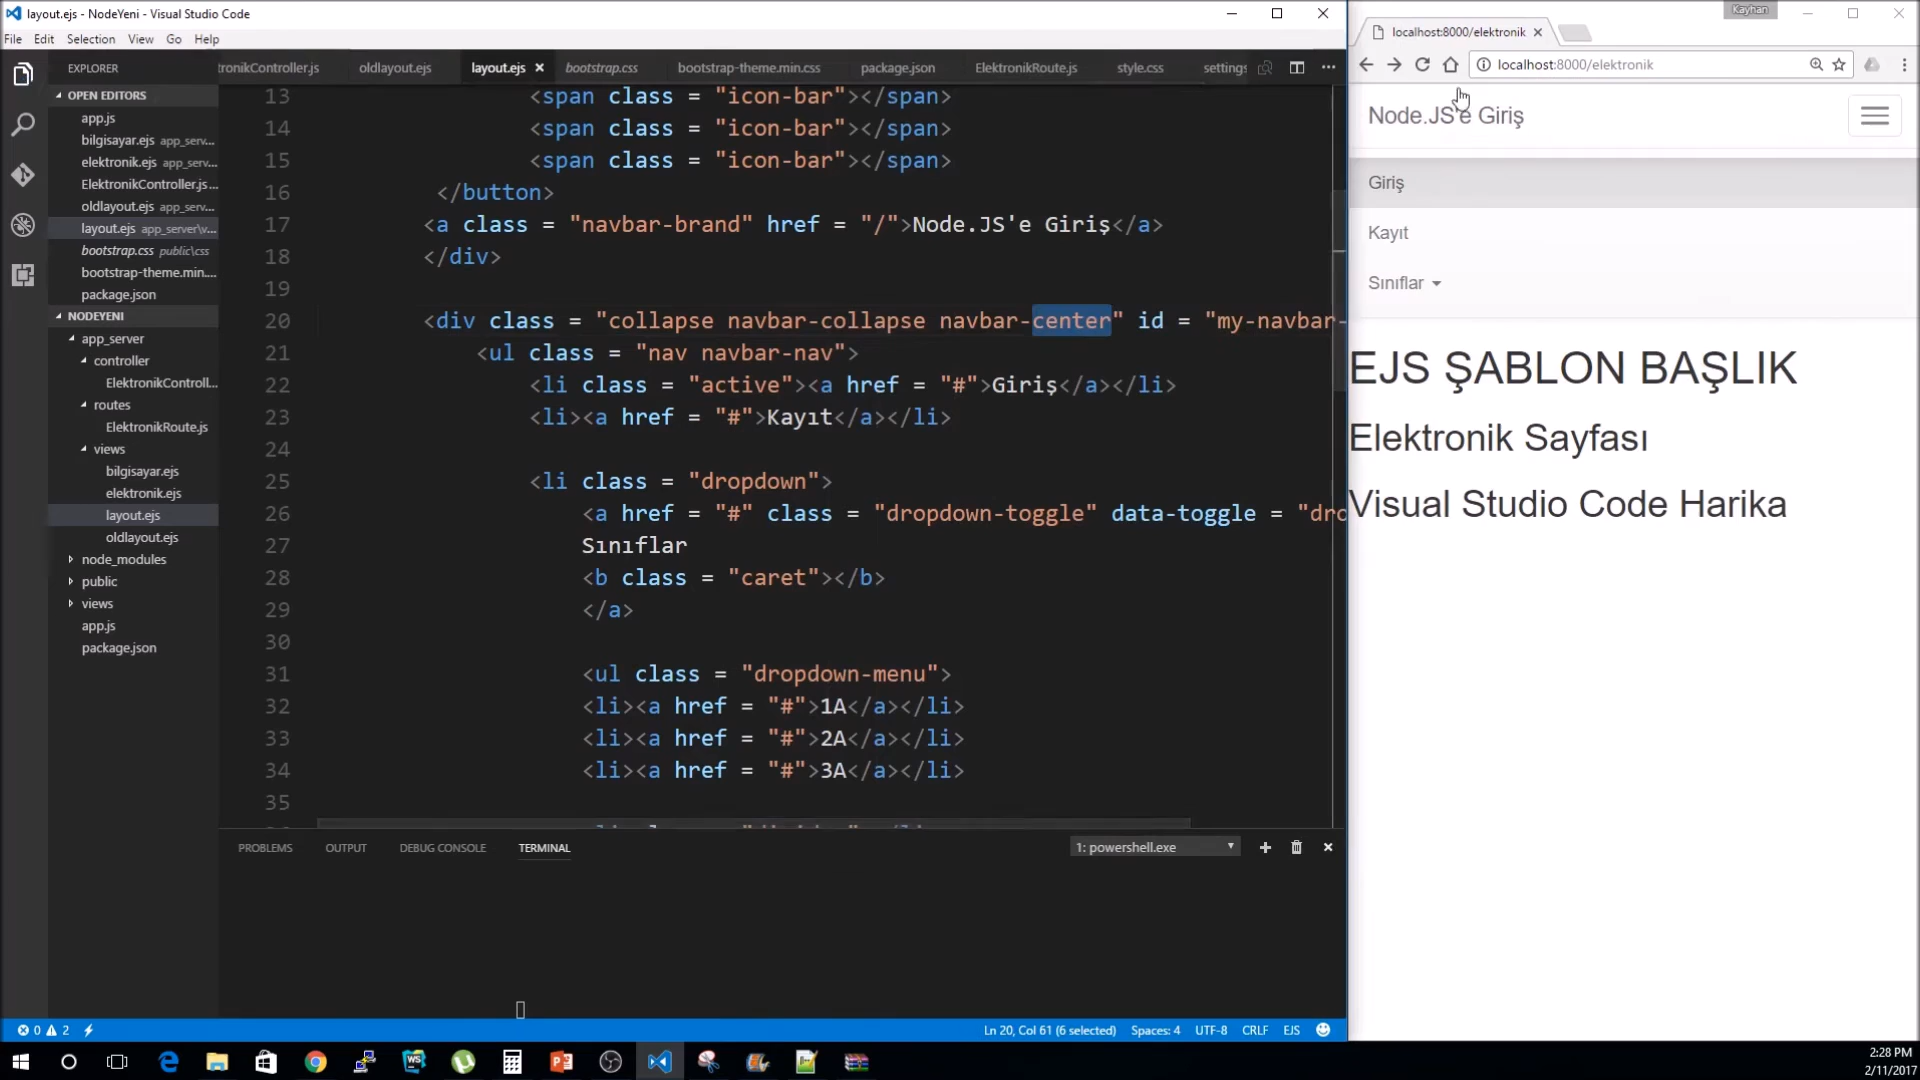 layout.ejs - NodeYeni - Visual Studio Code
File Edit Selection View Go Help
EXPLORER
OPEN EDITORS
app.js
bilgisayar.ejs app_serv...
elektronik.ejs app_serv...
ElektronikController.js...
oldlayout.ejs app_serv...
layout.ejs app_server\v...
bootstrap.css public\css
bootstrap-theme.min....
package.json
NODEYENI
app_server
controller
ElektronikControll...
routes
ElektronikRoute.js
views
bilgisayar.ejs
elektronik.ejs
layout.ejs
oldlayout.ejs
node_modules
public
views
app.js
package.json
tronikController.js oldlayout.ejs layout.ejs bootstrap.css bootstrap-theme.min.css package.json ElektronikRoute.js style.css settings
13 <span class = "icon-bar"></span>
14 <span class = "icon-bar"></span>
15 <span class = "icon-bar"></span>
16 </button>
17 <a class = "navbar-brand" href = "/">Node.JS'e Giriş</a>
18 </div>
19
20 <div class = "collapse navbar-collapse navbar-center" id = "my-navbar-
21 <ul class = "nav navbar-nav">
22 <li class = "active"><a href = "#">Giriş</a></li>
23 <li><a href = "#">Kayıt</a></li>
24
25 <li class = "dropdown">
26 <a href = "#" class = "dropdown-toggle" data-toggle = "dro
27 Sınıflar
28 <b class = "caret"></b>
29 </a>
30
31 <ul class = "dropdown-menu">
32 <li><a href = "#">1A</a></li>
33 <li><a href = "#">2A</a></li>
34 <li><a href = "#">3A</a></li>
35
PROBLEMS OUTPUT DEBUG CONSOLE TERMINAL 1: powershell.exe
0 2 Ln 20, Col 61 (6 selected) Spaces: 4 UTF-8 CRLF EJS
Kayhan
localhost:8000/elektronik
localhost:8000/elektronik
Node.JS'e Giriş
Giriş
Kayıt
Sınıflar
EJS ŞABLON BAŞLIK
Elektronik Sayfası
Visual Studio Code Harika
2:28 PM
2/11/2017